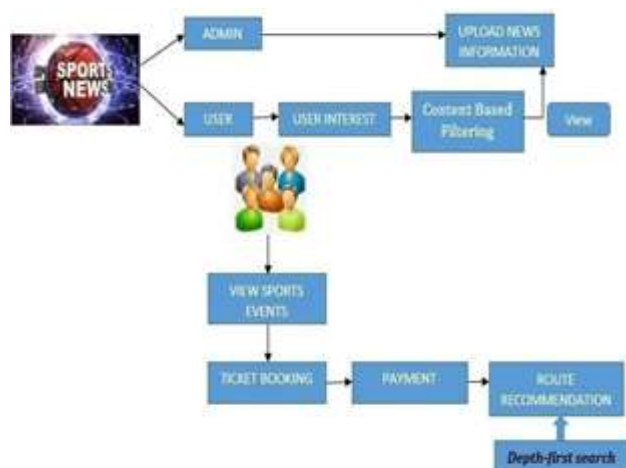 SPORTS
NEWS
ADMIN
UPLOAD NEWS
INFORMATION
USER
USER INTEREST
Content Based
Filtering
View
VIEW SPORTS
EVENTS
TICKET BOOKING
PAYMENT
ROUTE
RECOMMENDATION
Depth-first search